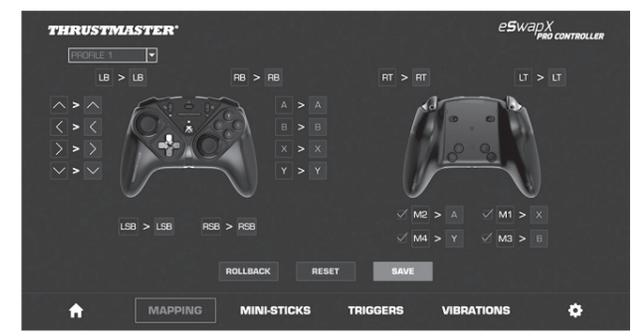 THRUSTMASTER®
eSwapX
PRO CONTROLLER
PROFILE 1
LB > LB
RB > RB
RT > RT
LT > LT
A > A
B > B
X > X
Y > Y
LSB > LSB
RSB > RSB
M2 > A
M1 > X
M4 > Y
M3 > B
ROLLBACK
RESET
SAVE
MAPPING
MINI-STICKS
TRIGGERS
VIBRATIONS